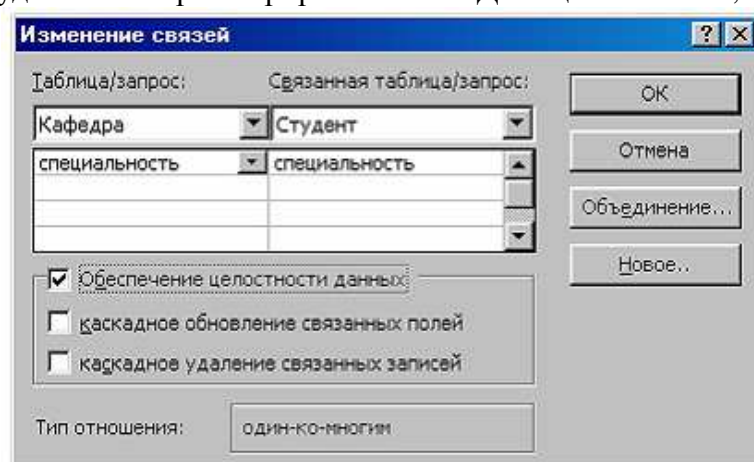 Изменение связей
Таблица/запрос: Связанная таблица/запрос:
ОК
Кафедра Студент
Отмена
специальность специальность
Объединение...
Новое..
Обеспечение целостности данных
каскадное обновление связанных полей
каскадное удаление связанных записей
Тип отношения: один-ко-многим